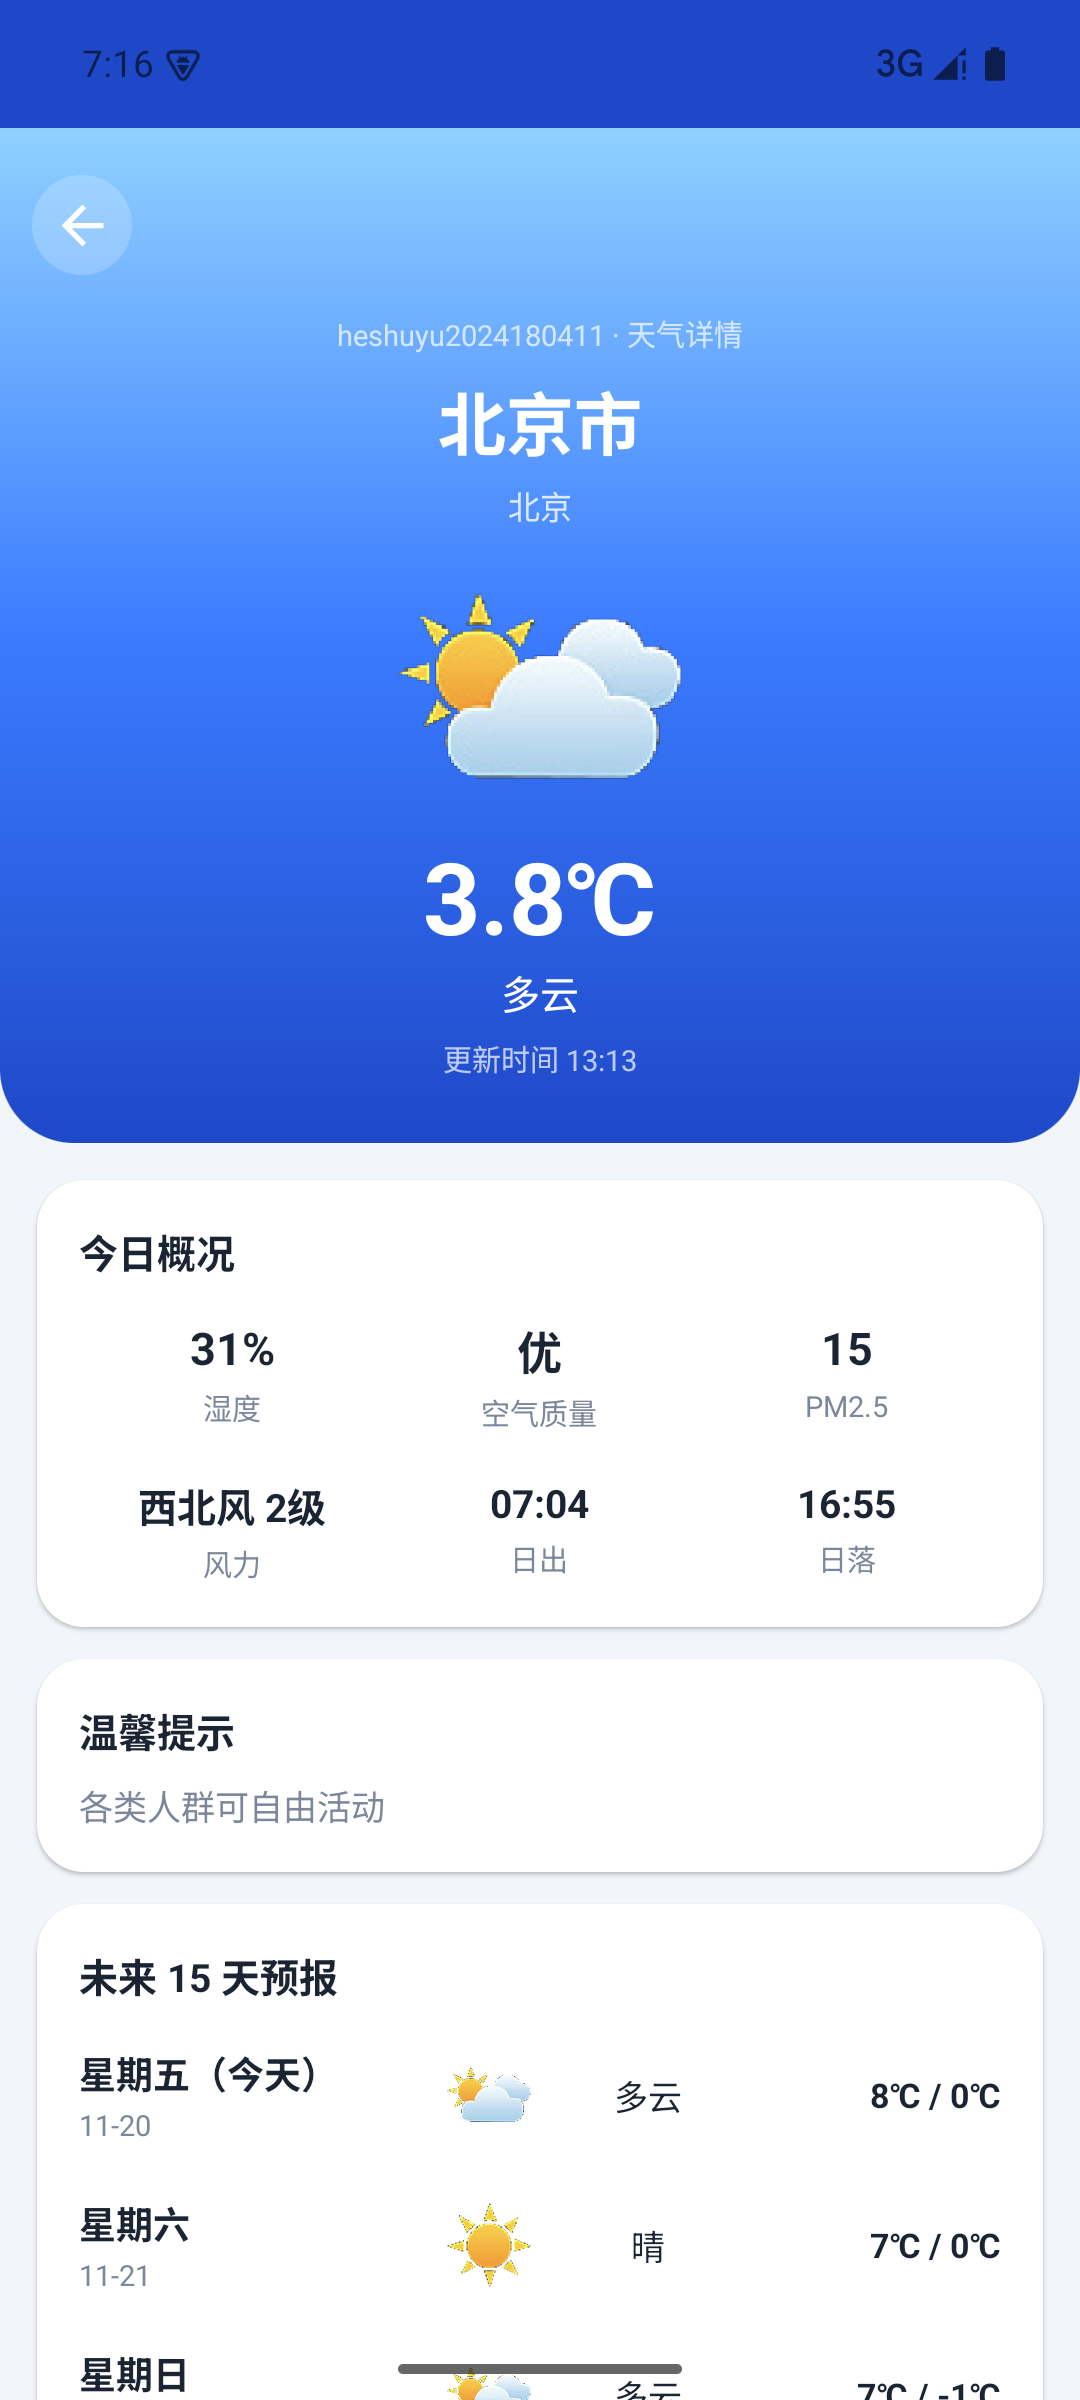 7:16
3G
heshuyu2024180411 · 天气详情
北京市
北京
3.8℃
多云
更新时间 13:13
今日概况
31% 优 15
湿度 空气质量 PM2.5
西北风 2级 07:04 16:55
风力 日出 日落
温馨提示
各类人群可自由活动
未来 15 天预报
星期五（今天） 多云 8℃ / 0℃
11-20
星期六 晴 7℃ / 0℃
11-21
星期日 多云 7℃ / -1℃